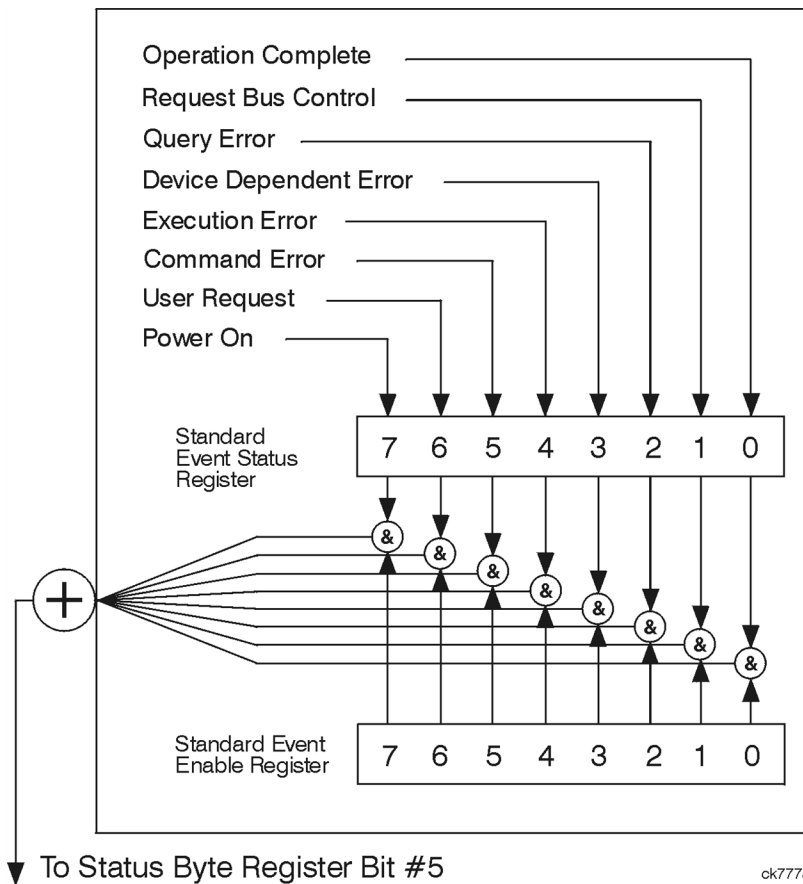 Operation Complete
Request Bus Control
Query Error
Device Dependent Error
Execution Error
Command Error
User Request
Power On
Standard
Event Status
Register
7 6 5 4 3 2 1 0
&
&
&
&
&
&
&
&
+
Standard Event
Enable Register
7 6 5 4 3 2 1 0
To Status Byte Register Bit #5